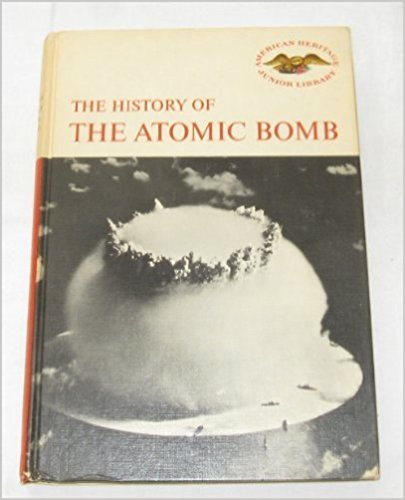 AMERICAN HERITAGE
JUNIOR LIBRARY
THE HISTORY OF
THE ATOMIC BOMB